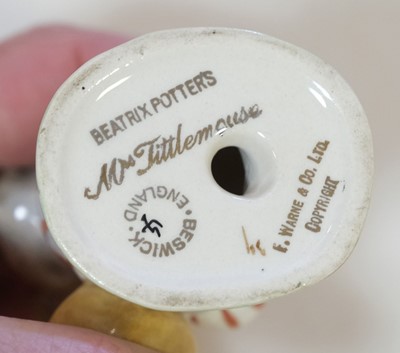 BEATRIX POTTER'S
Mrs Tittlemouse
BESWICK
ENGLAND
F. WARNE & CO. LTD.
COPYRIGHT